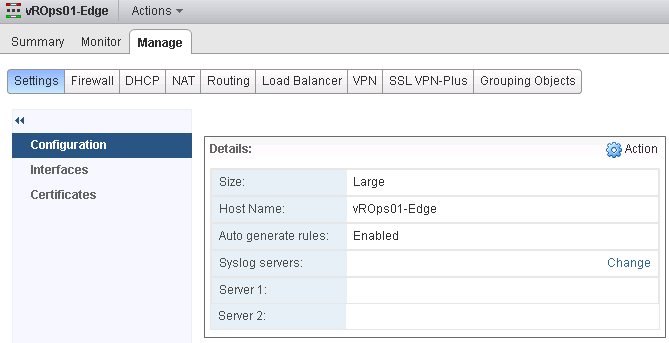 vROps01-Edge Actions
Summary Monitor Manage
Settings Firewall DHCP NAT Routing Load Balancer VPN SSL VPN-Plus Grouping Objects
Configuration
Interfaces
Certificates
Details: Action
Size: Large
Host Name: vROps01-Edge
Auto generate rules: Enabled
Syslog servers: Change
Server 1:
Server 2: